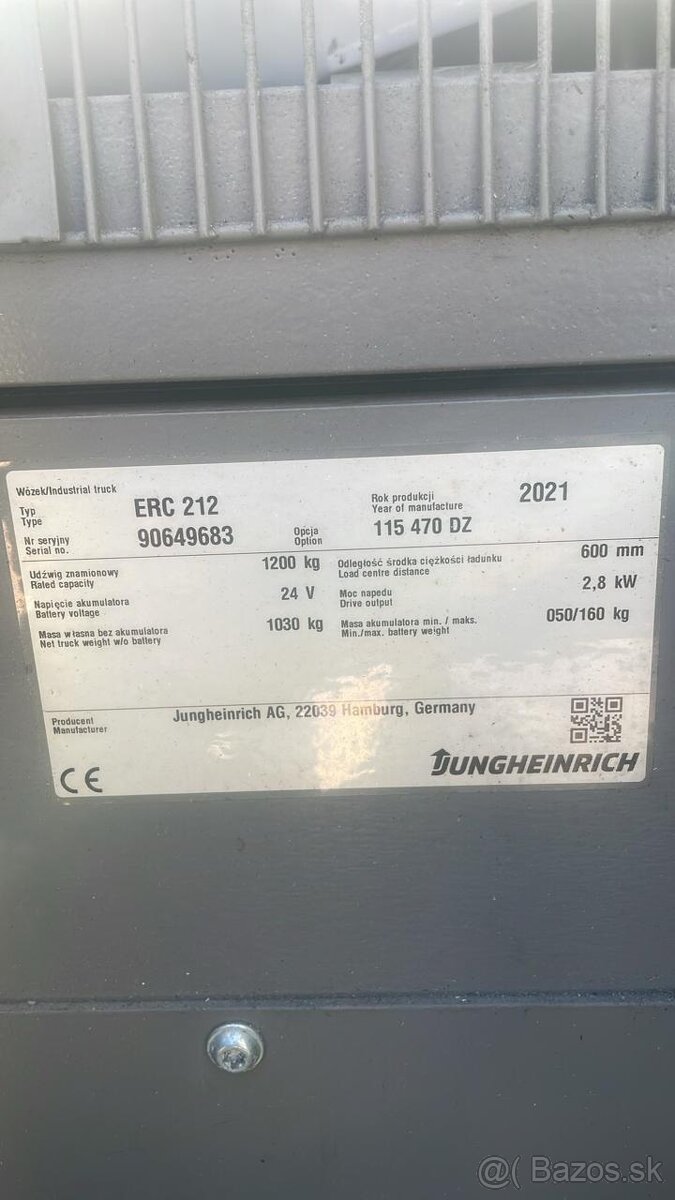 Wózek/Industrial truck
Typ
Type
ERC 212
Rok produkcji
Year of manufacture
2021
Nr seryjny
Serial no.
90649683
Opcja
Option
115 470 DZ
Udźwig znamionowy
Rated capacity
1200 kg
Odległość środka ciężkości ładunku
Load centre distance
600 mm
Napięcie akumulatora
Battery voltage
24 V
Moc napędu
Drive output
2,8 kW
Masa własna bez akumulatora
Net truck weight w/o battery
1030 kg
Masa akumulatora min. / maks.
Min./max. battery weight
050/160 kg
Producent
Manufacturer
Jungheinrich AG, 22039 Hamburg, Germany
CE
JUNGHEINRICH
@( Bazos.sk